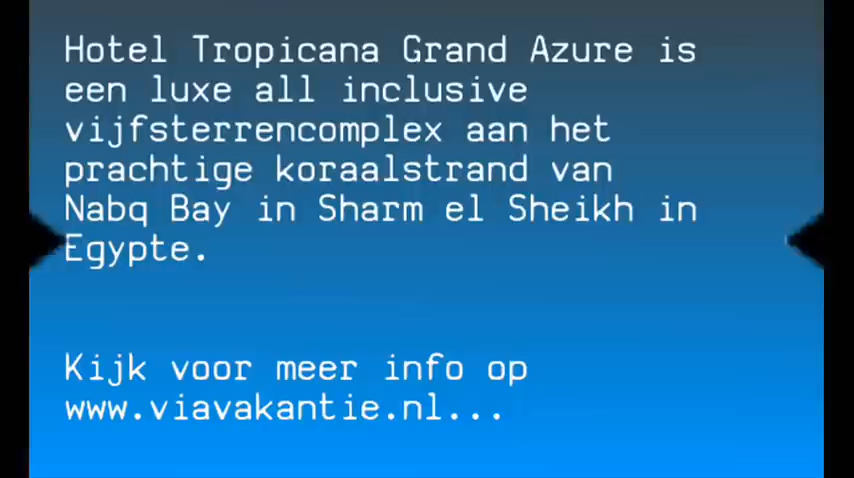 Hotel Tropicana Grand Azure is
een luxe all inclusive
vijfsterrencomplex aan het
prachtige koraalstrand van
Nabq Bay in Sharm el Sheikh in
Egypte.
Kijk voor meer info op
www.viavakantie.nl...